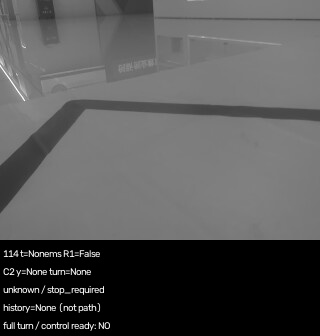 114 t=Nonems R1=False
C2 y=None turn=None
unknown / stop_required
history=None (not path)
full turn / control ready: NO